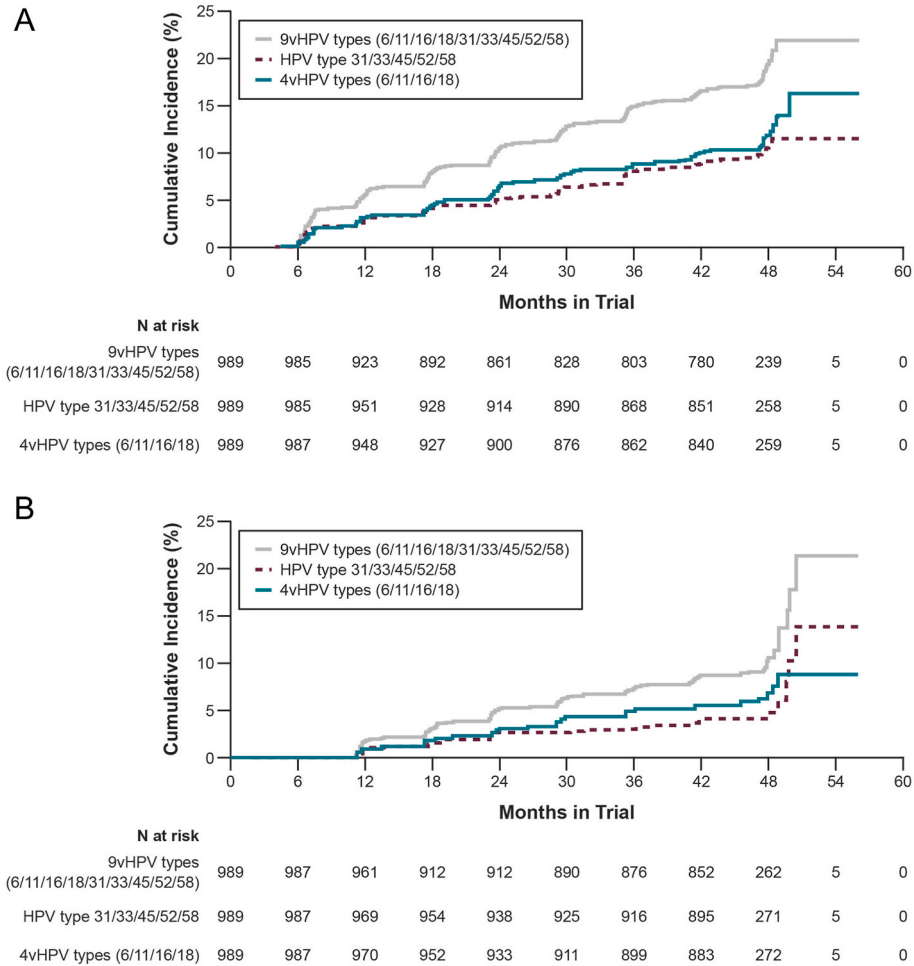 A
Cumulative Incidence (%)
25
20
15
10
5
0
9vHPV types (6/11/16/18/31/33/45/52/58)
HPV type 31/33/45/52/58
4vHPV types (6/11/16/18)
0 6 12 18 24 30 36 42 48 54 60
Months in Trial
N at risk
9vHPV types
(6/11/16/18/31/33/45/52/58) 989 985 923 892 861 828 803 780 239 5 0
HPV type 31/33/45/52/58 989 985 951 928 914 890 868 851 258 5 0
4vHPV types (6/11/16/18) 989 987 948 927 900 876 862 840 259 5 0
B
Cumulative Incidence (%)
25
20
15
10
5
0
9vHPV types (6/11/16/18/31/33/45/52/58)
HPV type 31/33/45/52/58
4vHPV types (6/11/16/18)
0 6 12 18 24 30 36 42 48 54 60
Months in Trial
N at risk
9vHPV types
(6/11/16/18/31/33/45/52/58) 989 987 961 912 912 890 876 852 262 5 0
HPV type 31/33/45/52/58 989 987 969 954 938 925 916 895 271 5 0
4vHPV types (6/11/16/18) 989 987 970 952 933 911 899 883 272 5 0